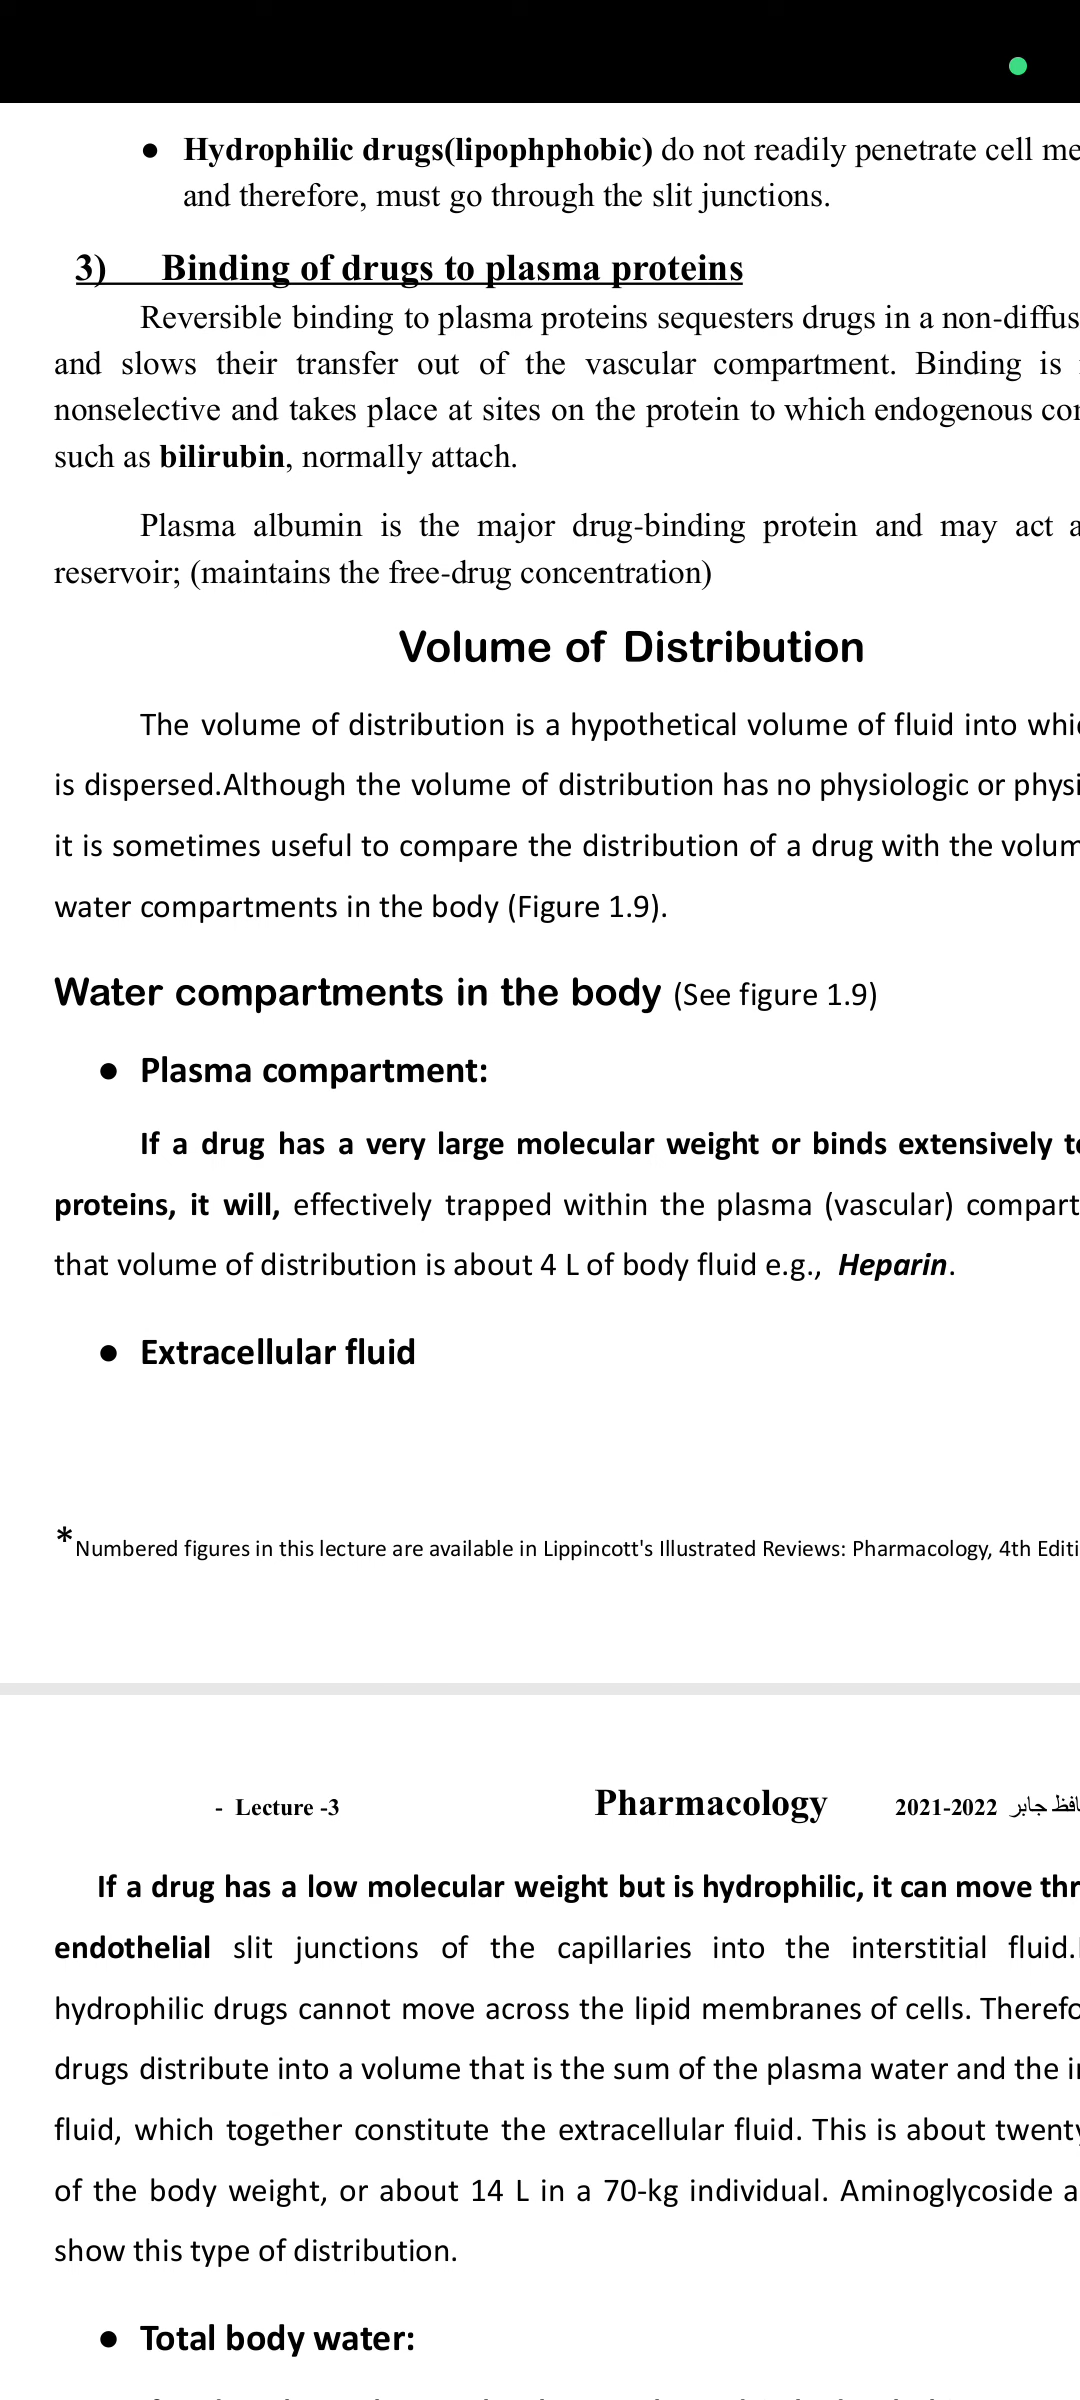 ● Hydrophilic drugs(lipophphobic) do not readily penetrate cell
and therefore, must go through the slit junctions.
3) Binding of drugs to plasma proteins
Reversible binding to plasma proteins sequesters drugs in a
and slows their transfer out of the vascular compartment. Binding is
nonselective and takes place at sites on the protein to which endogenous
such as bilirubin, normally attach.
Plasma albumin is the major drug-binding protein and may act
reservoir; (maintains the free-drug concentration)
Volume of Distribution
The volume of distribution is a hypothetical volume of fluid into
is dispersed.Although the volume of distribution has no physiologic or
it is sometimes useful to compare the distribution of a drug with the
water compartments in the body (Figure 1.9).
Water compartments in the body (See figure 1.9)
● Plasma compartment:
If a drug has a very large molecular weight or binds extensively
proteins, it will, effectively trapped within the plasma (vascular)
that volume of distribution is about 4 L of body fluid e.g., Heparin.
● Extracellular fluid
*Numbered figures in this lecture are available in Lippincott's Illustrated Reviews: Pharmacology, 4th
- Lecture -3 Pharmacology 2021-2022 جابر
If a drug has a low molecular weight but is hydrophilic, it can move
endothelial slit junctions of the capillaries into the interstitial fluid.
hydrophilic drugs cannot move across the lipid membranes of cells.
drugs distribute into a volume that is the sum of the plasma water and the
fluid, which together constitute the extracellular fluid. This is about
of the body weight, or about 14 L in a 70-kg individual. Aminoglycoside
show this type of distribution.
● Total body water: